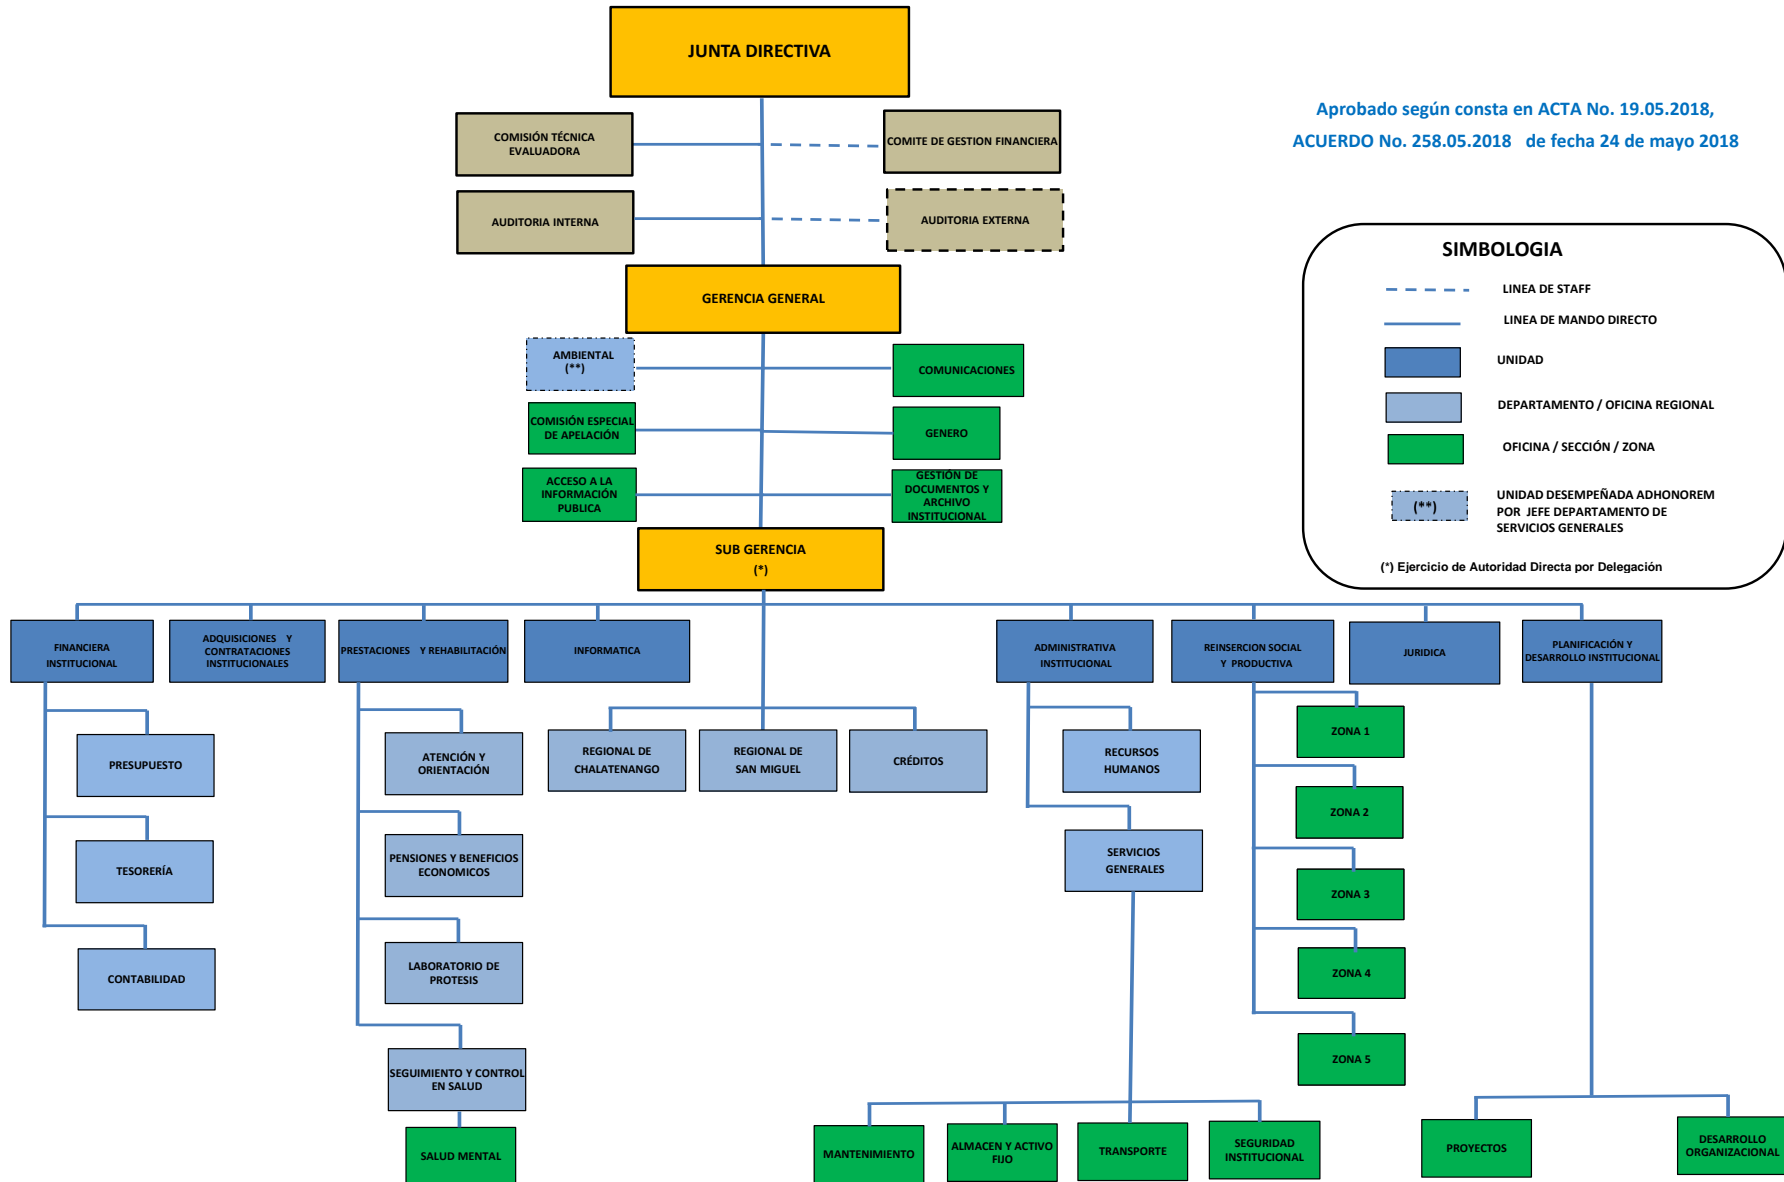 JUNTA DIRECTIVA
Aprobado según consta en ACTA No. 19.05.2018,
ACUERDO No. 258.05.2018 de fecha 24 de mayo 2018
COMISIÓN TÉCNICA
EVALUADORA
COMITE DE GESTION FINANCIERA
AUDITORIA INTERNA
AUDITORIA EXTERNA
GERENCIA GENERAL
SIMBOLOGIA
LINEA DE STAFF
LINEA DE MANDO DIRECTO
UNIDAD
DEPARTAMENTO / OFICINA REGIONAL
OFICINA / SECCIÓN / ZONA
(**)
UNIDAD DESEMPEÑADA ADHONOREM
POR JEFE DEPARTAMENTO DE
SERVICIOS GENERALES
(*) Ejercicio de Autoridad Directa por Delegación
AMBIENTAL
(**)
COMUNICACIONES
COMISIÓN ESPECIAL
DE APELACIÓN
GENERO
ACCESO A LA
INFORMACIÓN
PUBLICA
GESTIÓN DE
DOCUMENTOS Y
ARCHIVO
INSTITUCIONAL
SUB GERENCIA
(*)
FINANCIERA
INSTITUCIONAL
ADQUISICIONES Y
CONTRATACIONES
INSTITUCIONALES
PRESTACIONES Y REHABILITACIÓN
INFORMATICA
ADMINISTRATIVA
INSTITUCIONAL
REINSERCION SOCIAL
Y PRODUCTIVA
JURIDICA
PLANIFICACIÓN Y
DESARROLLO INSTITUCIONAL
PRESUPUESTO
ATENCIÓN Y
ORIENTACIÓN
REGIONAL DE
CHALATENANGO
REGIONAL DE
SAN MIGUEL
CRÉDITOS
RECURSOS
HUMANOS
ZONA 1
ZONA 2
TESORERÍA
PENSIONES Y BENEFICIOS
ECONOMICOS
SERVICIOS
GENERALES
ZONA 3
CONTABILIDAD
LABORATORIO DE
PROTESIS
ZONA 4
SEGUIMIENTO Y CONTROL
EN SALUD
ZONA 5
SALUD MENTAL
MANTENIMIENTO
ALMACEN Y ACTIVO
FIJO
TRANSPORTE
SEGURIDAD
INSTITUCIONAL
PROYECTOS
DESARROLLO
ORGANIZACIONAL